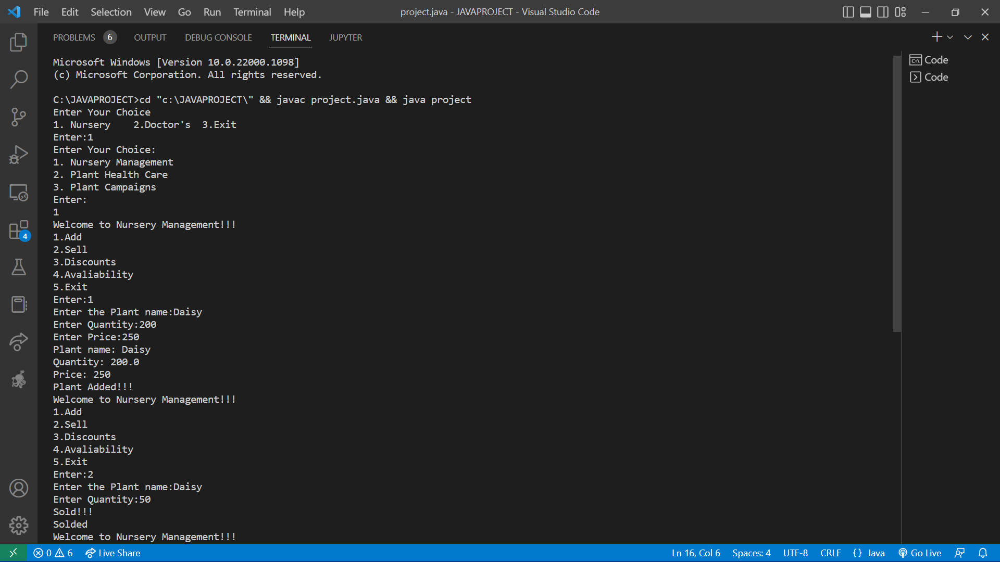 File Edit Selection View Go Run Terminal Help project.java - JAVAPROJECT - Visual Studio Code
PROBLEMS 6 OUTPUT DEBUG CONSOLE TERMINAL JUPYTER
Microsoft Windows [Version 10.0.22000.1098]
(c) Microsoft Corporation. All rights reserved.
C:\JAVAPROJECT>cd "c:\JAVAPROJECT\" && javac project.java && java project
Enter Your Choice
1. Nursery    2.Doctor's  3.Exit
Enter:1
Enter Your Choice:
1. Nursery Management
2. Plant Health Care
3. Plant Campaigns
Enter:
1
Welcome to Nursery Management!!!
1.Add
2.Sell
3.Discounts
4.Avaliability
5.Exit
Enter:1
Enter the Plant name:Daisy
Enter Quantity:200
Enter Price:250
Plant name: Daisy
Quantity: 200.0
Price: 250
Plant Added!!!
Welcome to Nursery Management!!!
1.Add
2.Sell
3.Discounts
4.Avaliability
5.Exit
Enter:2
Enter the Plant name:Daisy
Enter Quantity:50
Sold!!!
Solded
Welcome to Nursery Management!!!
Code
Code
4
0 6 Live Share Ln 16, Col 6 Spaces: 4 UTF-8 CRLF {} Java Go Live